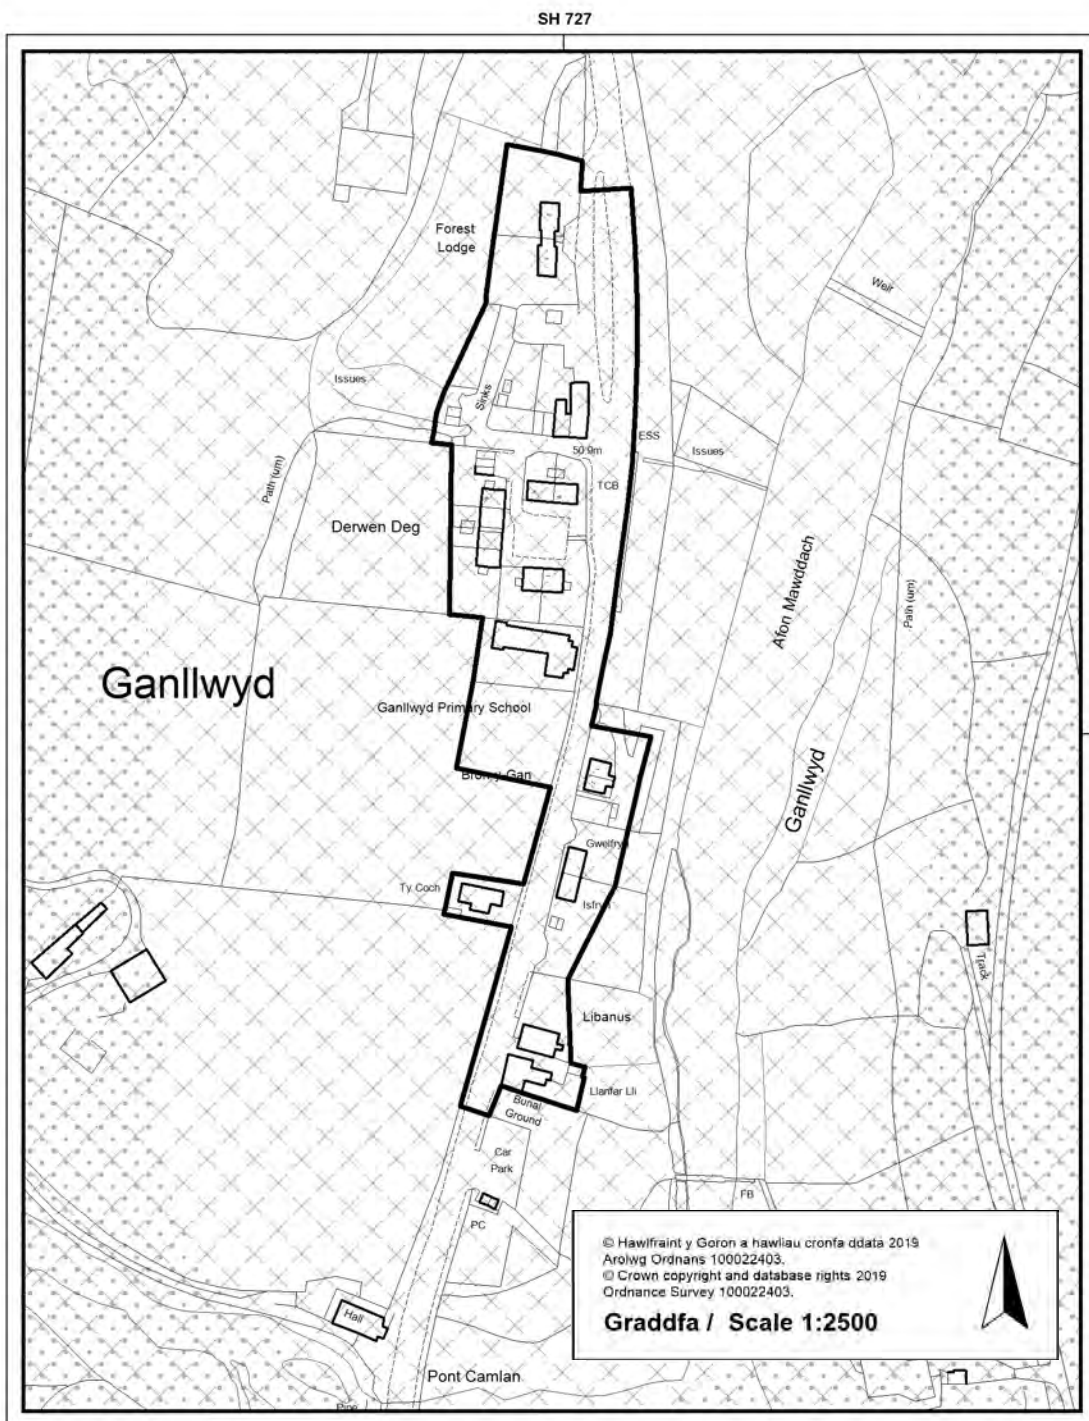 SH 727
Forest
Lodge
Weir
Issues
Sinks
ESS
50.9m
Issues
Path (um)
TCB
Derwen Deg
Afon Mawddach
Path (um)
Ganllwyd
Ganllwyd Primary School
Bron-y-Gan
Ganllwyd
Gwelfryn
Ty Coch
Isfryn
Track
Libanus
Llanfar Lli
Burial
Ground
Car
Park
FB
PC
© Hawlfraint y Goron a hawliau cronfa ddata 2019
Arolwg Ordnans 100022403.
© Crown copyright and database rights 2019
Ordnance Survey 100022403.
Graddfa / Scale 1:2500
Hall
Pont Camlan